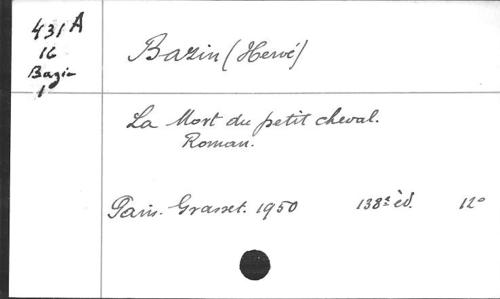 431 A
16
Bazin
1
Bazin (Hervé)
La Mort du petit cheval.
Roman.
Paris. Grasset. 1950 138e éd. 12°